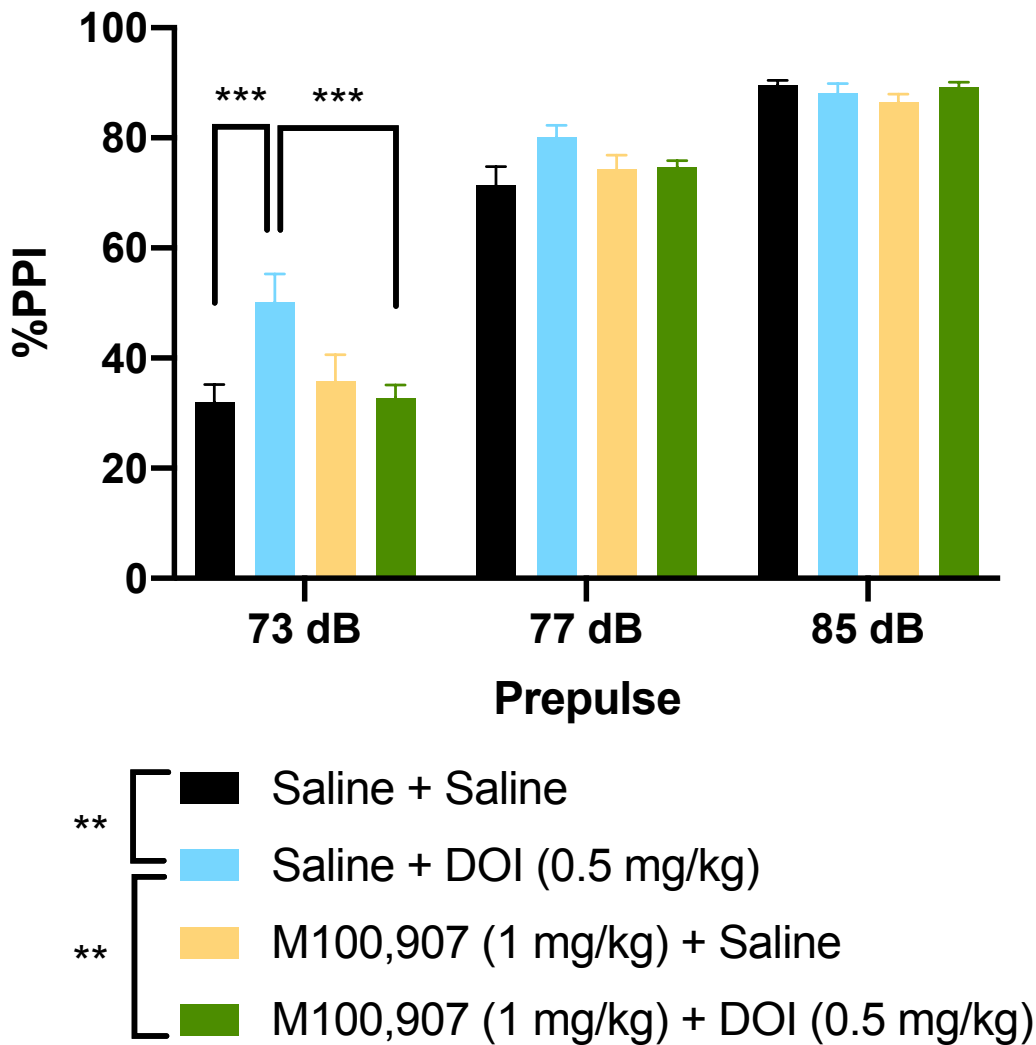 100
80
60
40
20
0
%PPI
*** ***
73 dB 77 dB 85 dB
Prepulse
** Saline + Saline
Saline + DOI (0.5 mg/kg)
** M100,907 (1 mg/kg) + Saline
M100,907 (1 mg/kg) + DOI (0.5 mg/kg)